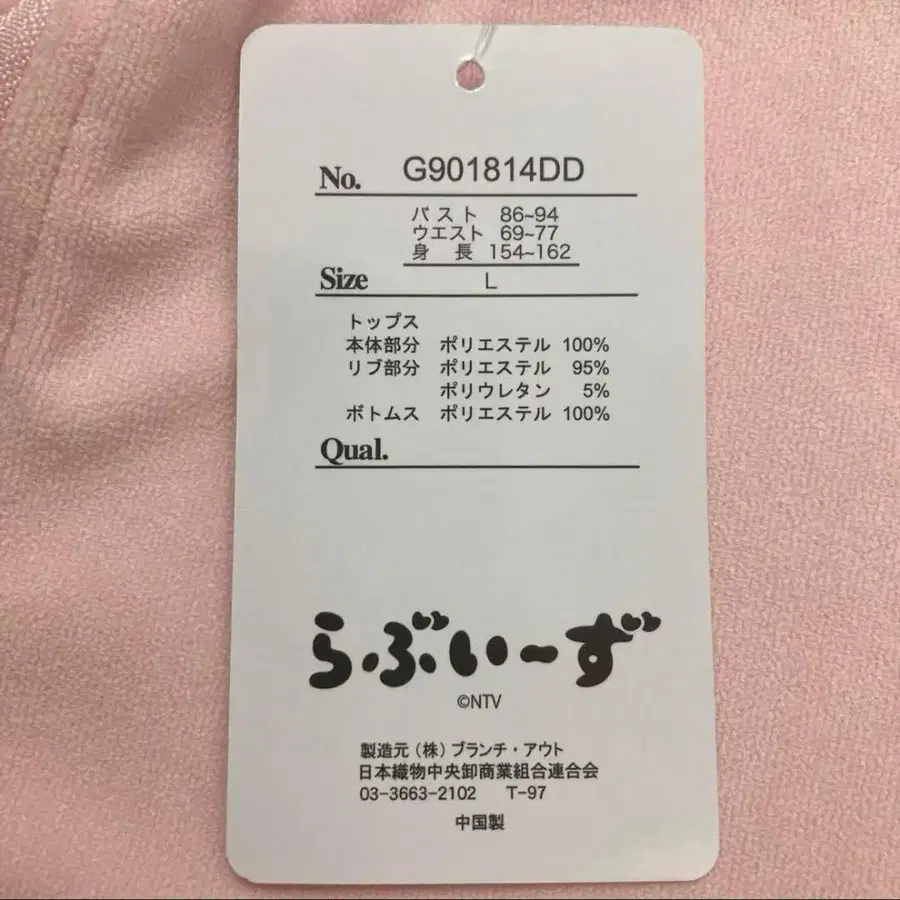 No. G901814DD
バスト 86~94
ウエスト 69~77
身 長 154~162
Size L
トップス
本体部分 ポリエステル 100%
リブ部分 ポリエステル 95%
ポリウレタン 5%
ボトムス ポリエステル 100%
Qual.
らぶいーず
©NTV
製造元(株)ブランチ・アウト
日本織物中央卸商業組合連合会
03-3663-2102 T-97
中国製